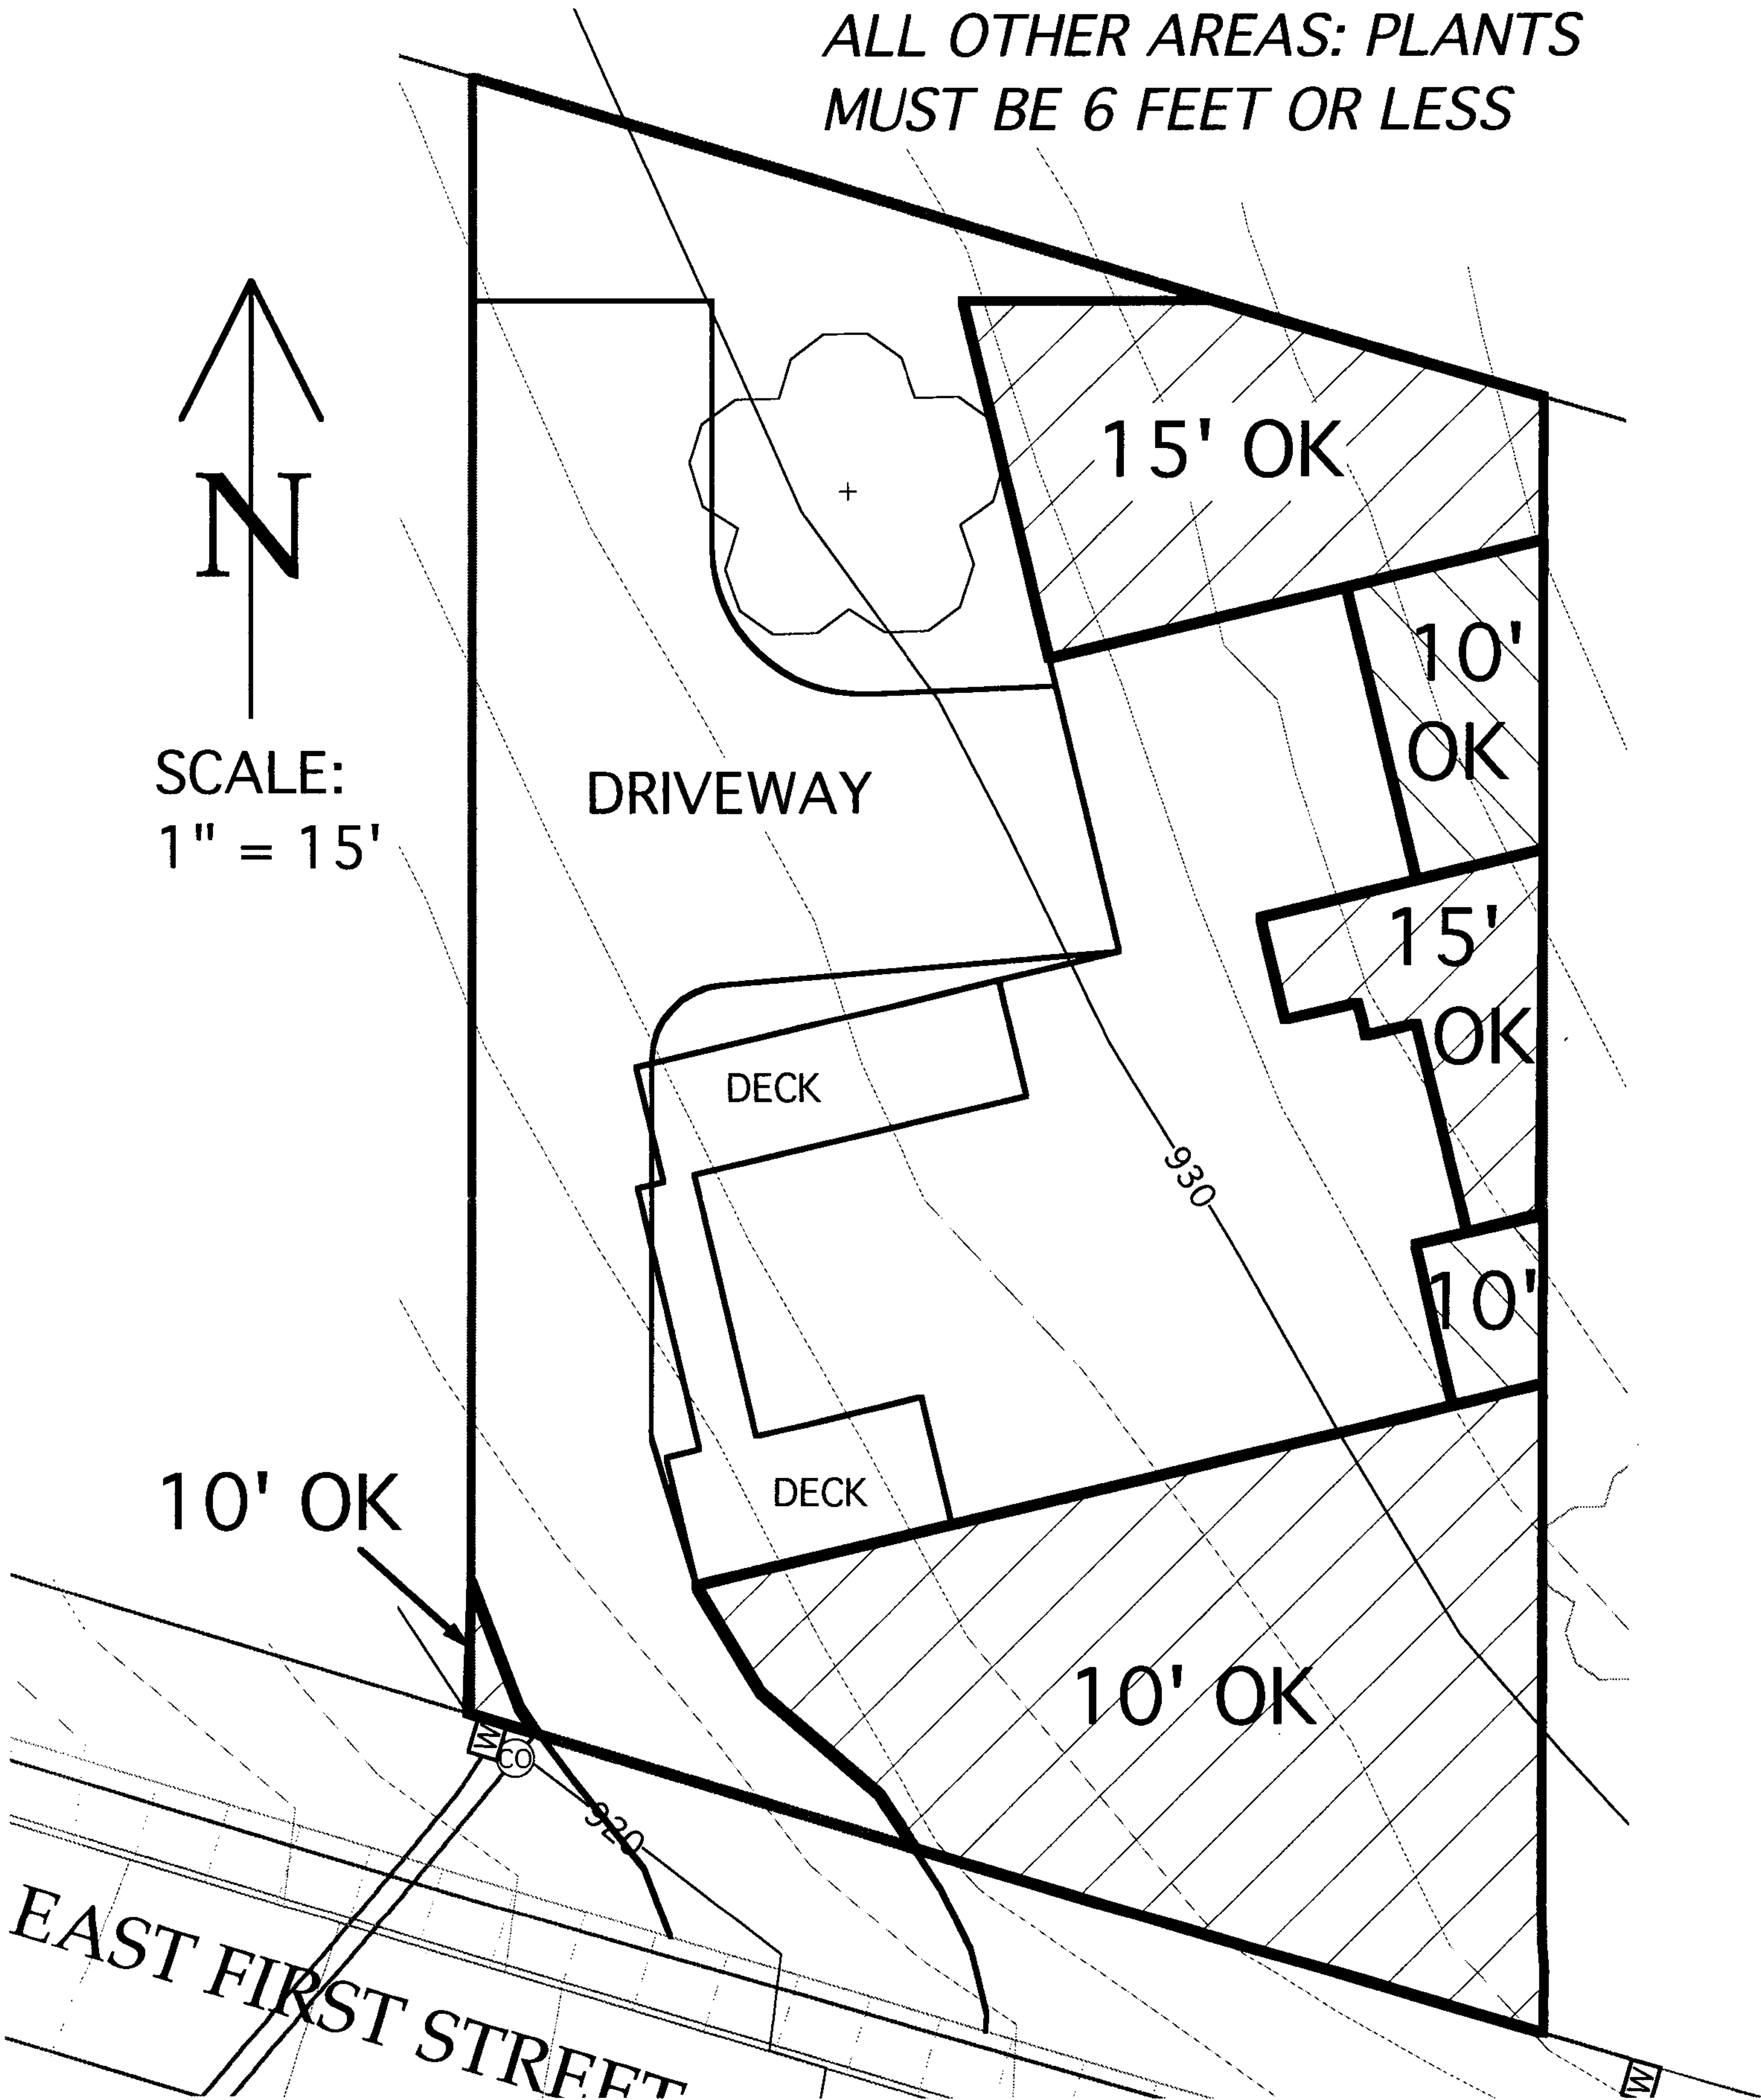 ALL OTHER AREAS: PLANTS
MUST BE 6 FEET OR LESS
N
SCALE:
1" = 15'
15' OK
10'
OK
DRIVEWAY
15'
OK
DECK
930
10'
DECK
10' OK
10' OK
W
CO
920
EAST FIRST STREET
W